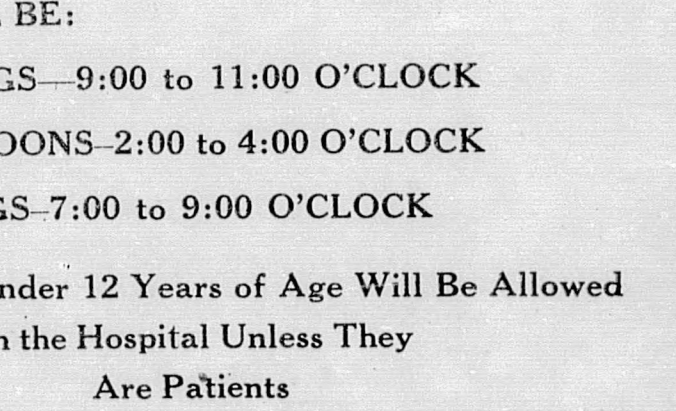 BE:
GS—9:00 to 11:00 O'CLOCK
OONS–2:00 to 4:00 O'CLOCK
GS–7:00 to 9:00 O'CLOCK
nder 12 Years of Age Will Be Allowed
n the Hospital Unless They
Are Patients